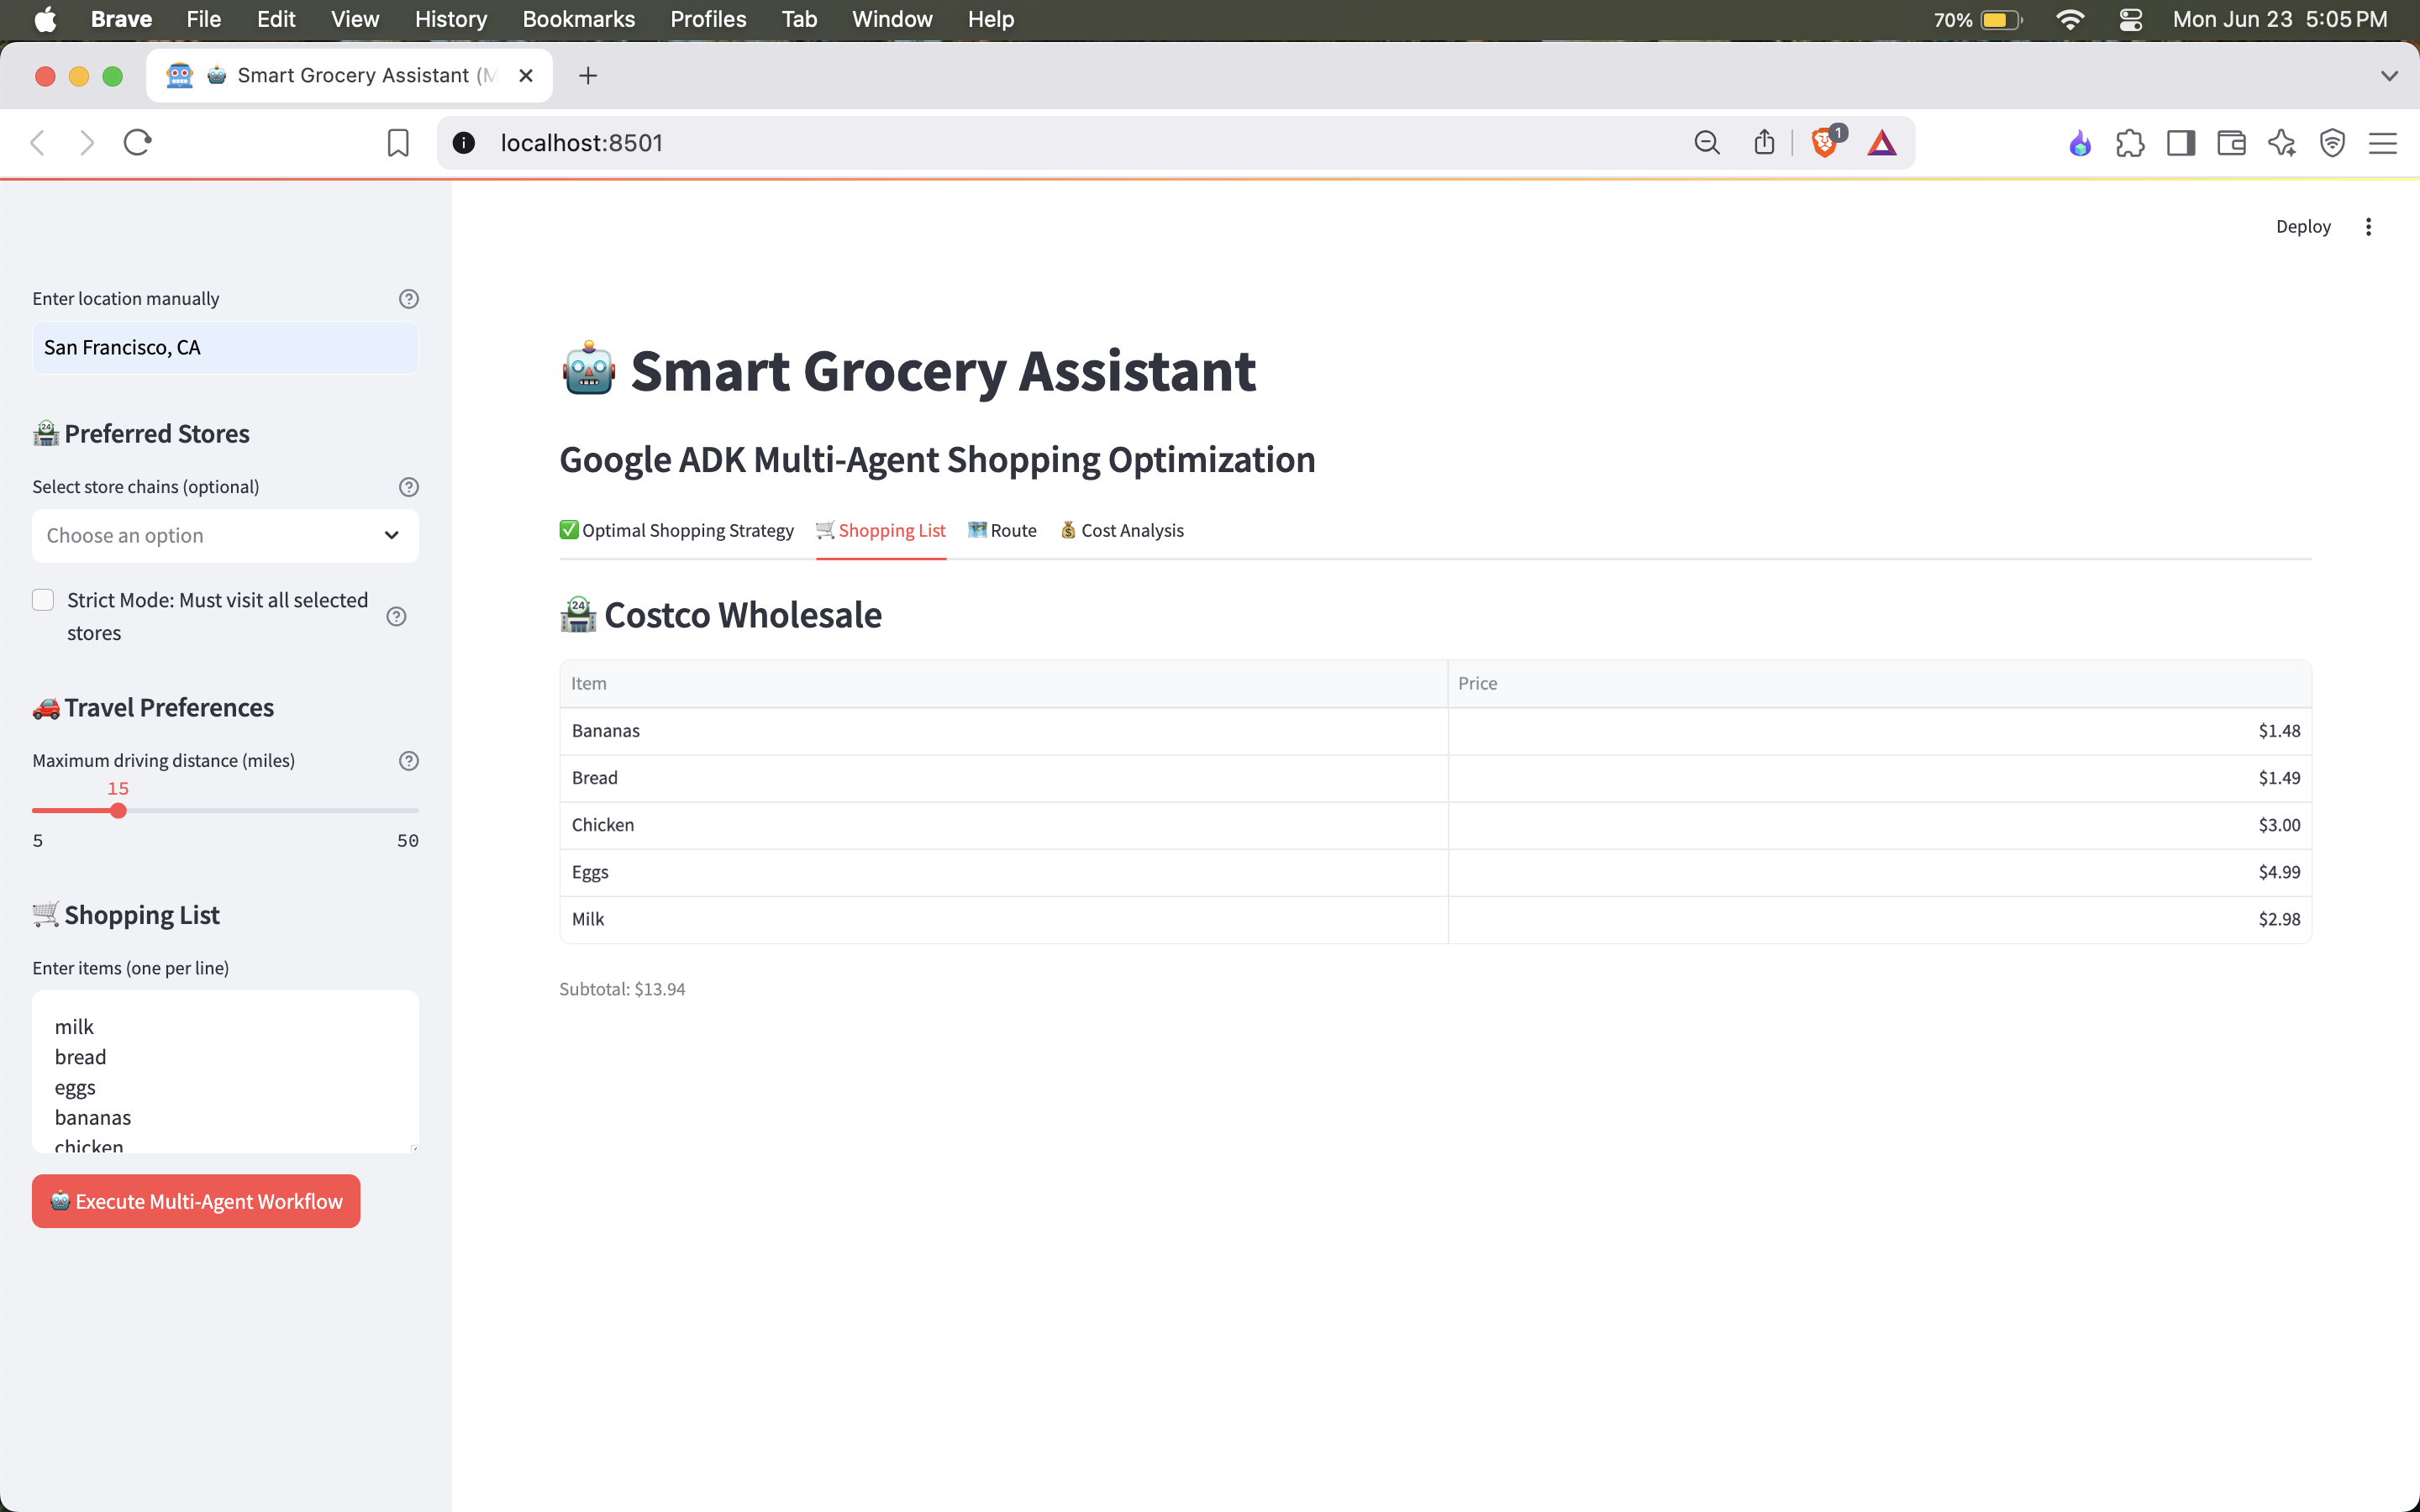 Brave File Edit View History Bookmarks Profiles Tab Window Help 70% Mon Jun 23 5:05 PM
Smart Grocery Assistant (M
localhost:8501 1
Deploy
Enter location manually
San Francisco, CA
24 Preferred Stores
Select store chains (optional)
Choose an option
Strict Mode: Must visit all selected
stores
Travel Preferences
Maximum driving distance (miles)
15
5 50
Shopping List
Enter items (one per line)
milk
bread
eggs
bananas
chicken
Execute Multi-Agent Workflow
Smart Grocery Assistant
Google ADK Multi-Agent Shopping Optimization
Optimal Shopping Strategy Shopping List Route Cost Analysis
24 Costco Wholesale
Item Price
Bananas $1.48
Bread $1.49
Chicken $3.00
Eggs $4.99
Milk $2.98
Subtotal: $13.94